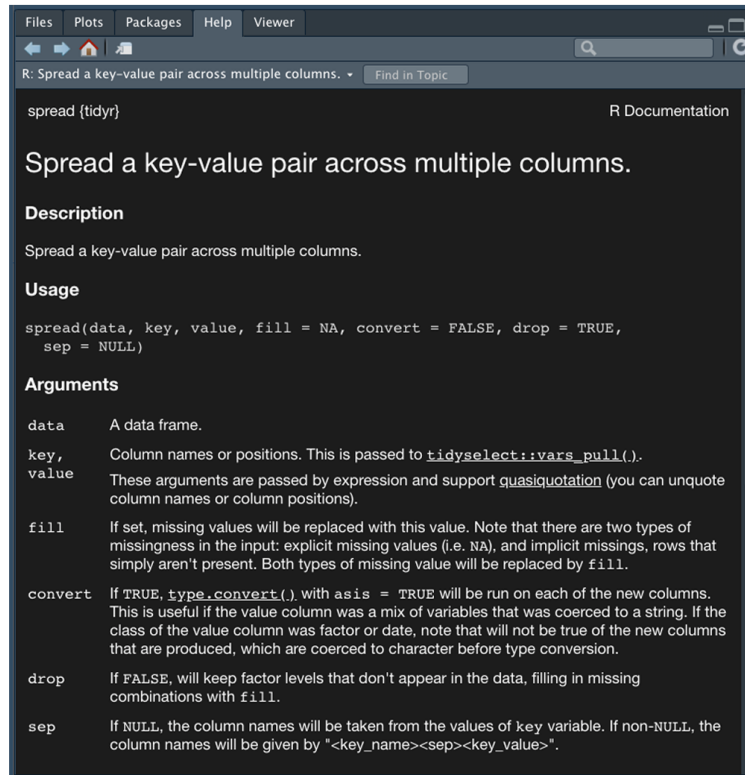 Files Plots Packages Help Viewer
R: Spread a key-value pair across multiple columns. Find in Topic
spread {tidyr} R Documentation
Spread a key-value pair across multiple columns.
Description
Spread a key-value pair across multiple columns.
Usage
spread(data, key, value, fill = NA, convert = FALSE, drop = TRUE,
sep = NULL)
Arguments
data A data frame.
key, Column names or positions. This is passed to tidyselect::vars_pull().
value
These arguments are passed by expression and support quasiquotation (you can unquote
column names or column positions).
fill If set, missing values will be replaced with this value. Note that there are two types of
missingness in the input: explicit missing values (i.e. NA), and implicit missings, rows that
simply aren't present. Both types of missing value will be replaced by fill.
convert If TRUE, type.convert() with asis = TRUE will be run on each of the new columns.
This is useful if the value column was a mix of variables that was coerced to a string. If the
class of the value column was factor or date, note that will not be true of the new columns
that are produced, which are coerced to character before type conversion.
drop If FALSE, will keep factor levels that don't appear in the data, filling in missing
combinations with fill.
sep If NULL, the column names will be taken from the values of key variable. If non-NULL, the
column names will be given by "<key_name><sep><key_value>".